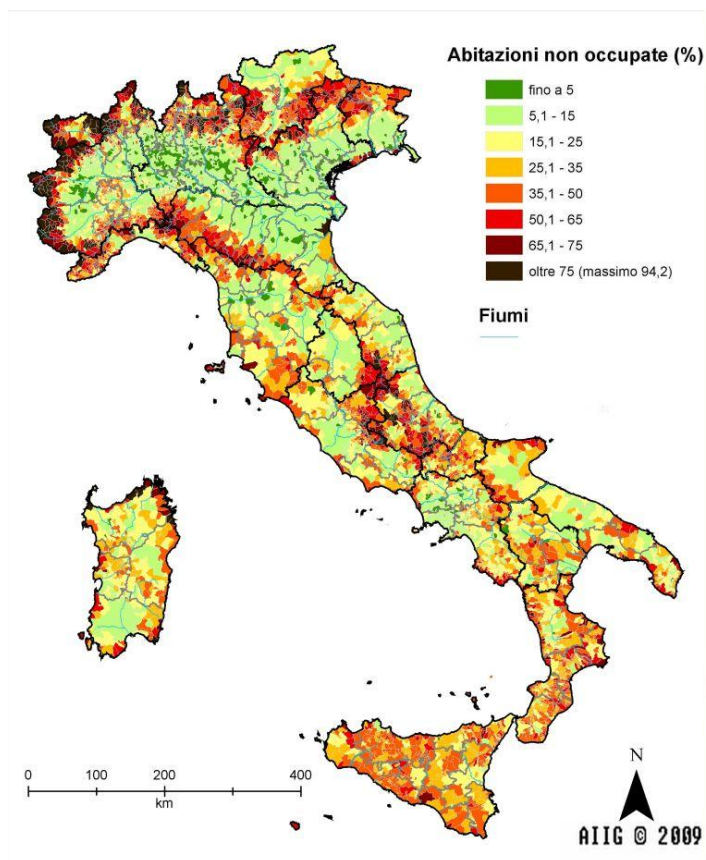 Abitazioni non occupate (%)
fino a 5
5,1 - 15
15,1 - 25
25,1 - 35
35,1 - 50
50,1 - 65
65,1 - 75
oltre 75 (massimo 94,2)
Fiumi
0 100 200 400
km
N
AIIG © 2009